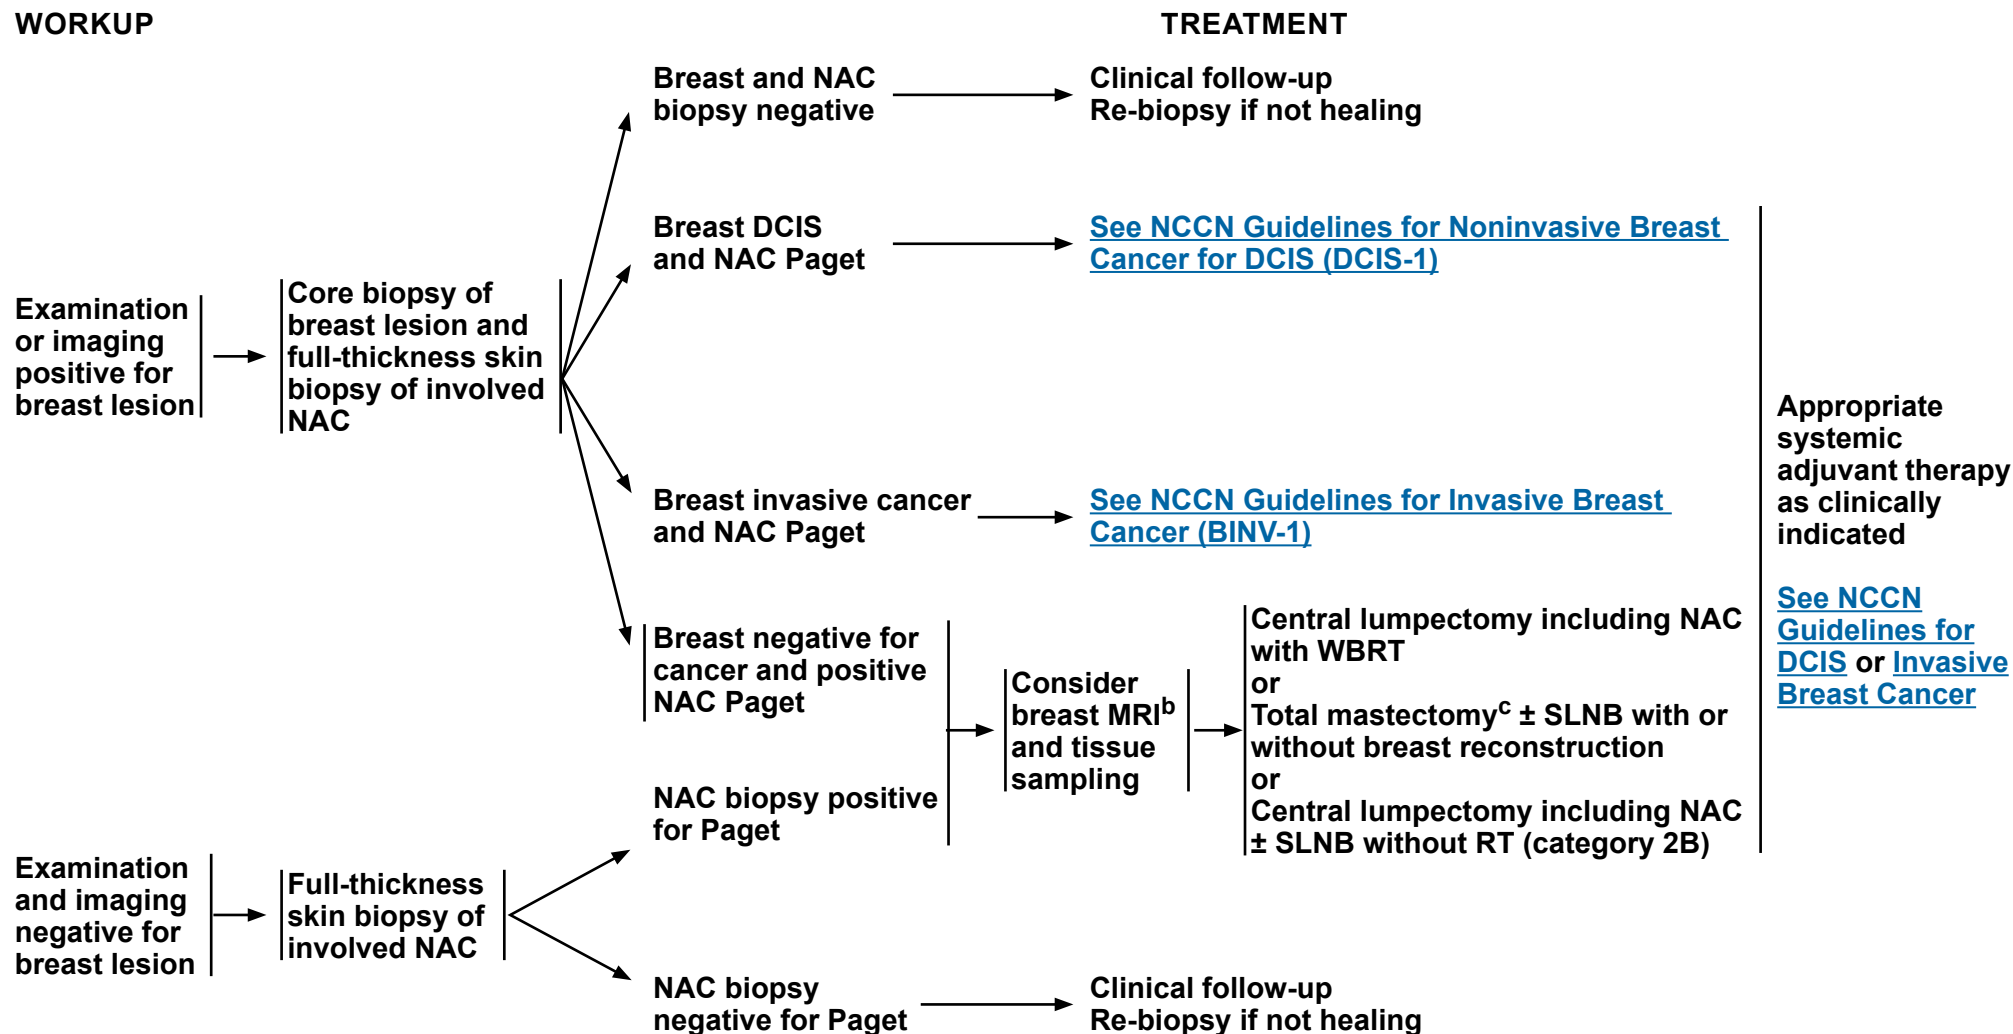 WORKUP
TREATMENT
Breast and NAC
biopsy negative
Clinical follow-up
Re-biopsy if not healing
Breast DCIS
and NAC Paget
See NCCN Guidelines for Noninvasive Breast
Cancer for DCIS (DCIS-1)
Examination
or imaging
positive for
breast lesion
Core biopsy of
breast lesion and
full-thickness skin
biopsy of involved
NAC
Breast invasive cancer
and NAC Paget
See NCCN Guidelines for Invasive Breast
Cancer (BINV-1)
Breast negative for
cancer and positive
NAC Paget
NAC biopsy positive
for Paget
Consider
breast MRIb
and tissue
sampling
Central lumpectomy including NAC
with WBRT
or
Total mastectomyc ± SLNB with or
without breast reconstruction
or
Central lumpectomy including NAC
± SLNB without RT (category 2B)
Appropriate
systemic
adjuvant therapy
as clinically
indicated
See NCCN
Guidelines for
DCIS or Invasive
Breast Cancer
Examination
and imaging
negative for
breast lesion
Full-thickness
skin biopsy of
involved NAC
NAC biopsy
negative for Paget
Clinical follow-up
Re-biopsy if not healing